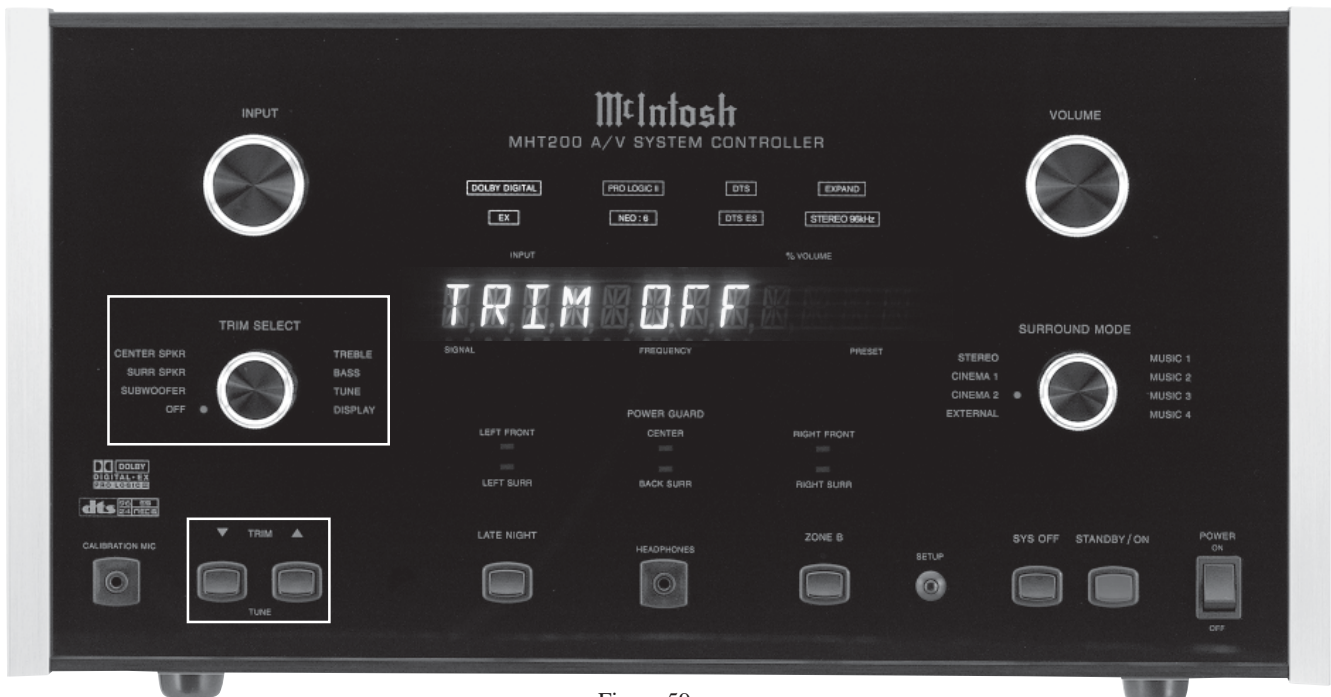 McIntosh
MHT200 A/V SYSTEM CONTROLLER
INPUT
VOLUME
DOLBY DIGITAL
PRO LOGIC II
DTS
EXPAND
EX
NEO : 6
DTS ES
STEREO 96kHz
INPUT
% VOLUME
TRIM OFF
SIGNAL
FREQUENCY
PRESET
TRIM SELECT
CENTER SPKR
SURR SPKR
SUBWOOFER
OFF
TREBLE
BASS
TUNE
DISPLAY
SURROUND MODE
STEREO
CINEMA 1
CINEMA 2
EXTERNAL
MUSIC 1
MUSIC 2
MUSIC 3
MUSIC 4
POWER GUARD
LEFT FRONT
CENTER
RIGHT FRONT
LEFT SURR
BACK SURR
RIGHT SURR
DOLBY
DIGITAL·EX
PRO LOGIC II
dts
CALIBRATION MIC
▼ TRIM ▲
TUNE
LATE NIGHT
HEADPHONES
ZONE B
SETUP
SYS OFF
STANDBY / ON
POWER
ON
OFF